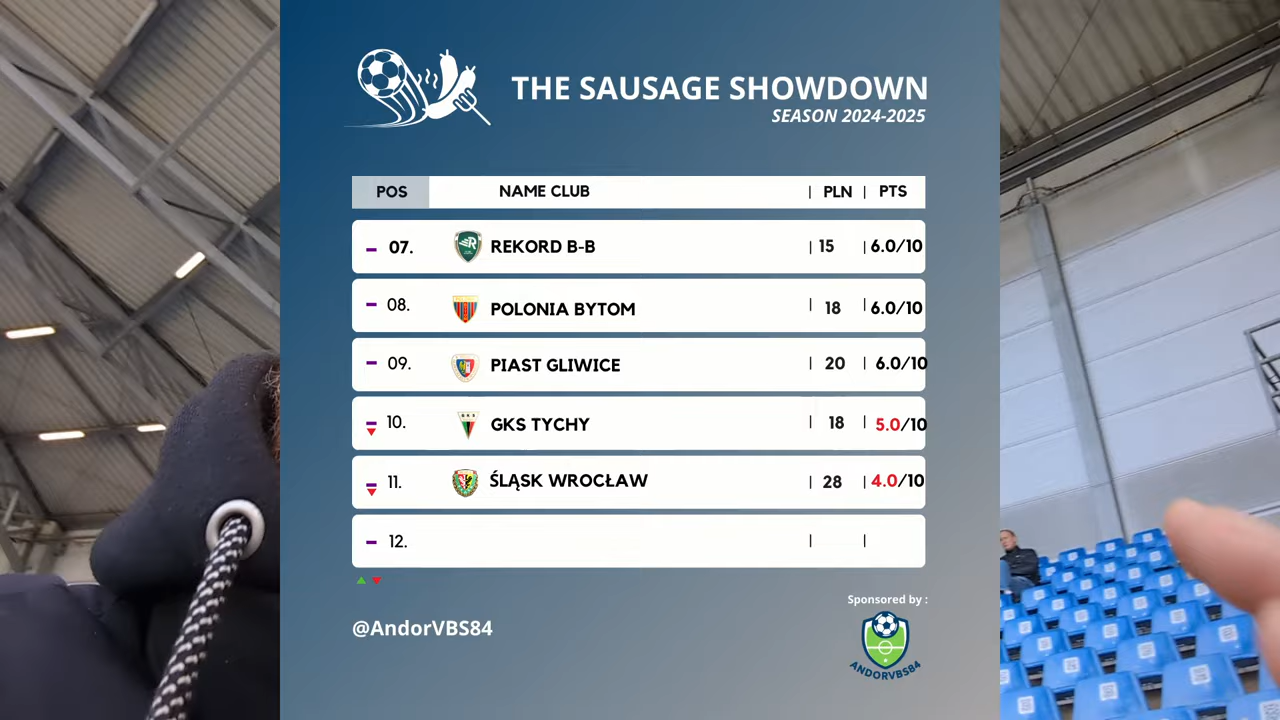 THE SAUSAGE SHOWDOWN
SEASON 2024-2025
POS NAME CLUB | PLN | PTS
07. REKORD B-B | 15 | 6.0/10
08. POLONIA BYTOM | 18 | 6.0/10
09. PIAST GLIWICE | 20 | 6.0/10
10. GKS GKS TYCHY | 18 | 5.0/10
11. ŚLĄSK WROCŁAW | 28 | 4.0/10
12. | |
Sponsored by :
@AndorVBS84
ANDORVBS84